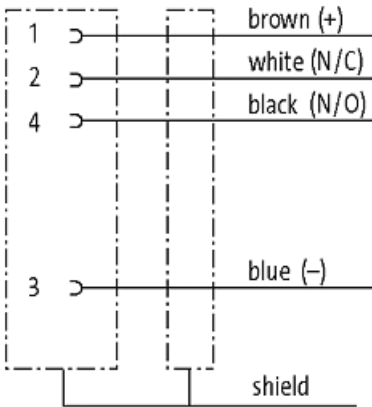 1 brown (+)
2 white (N/C)
4 black (N/O)
3 blue (–)
shield